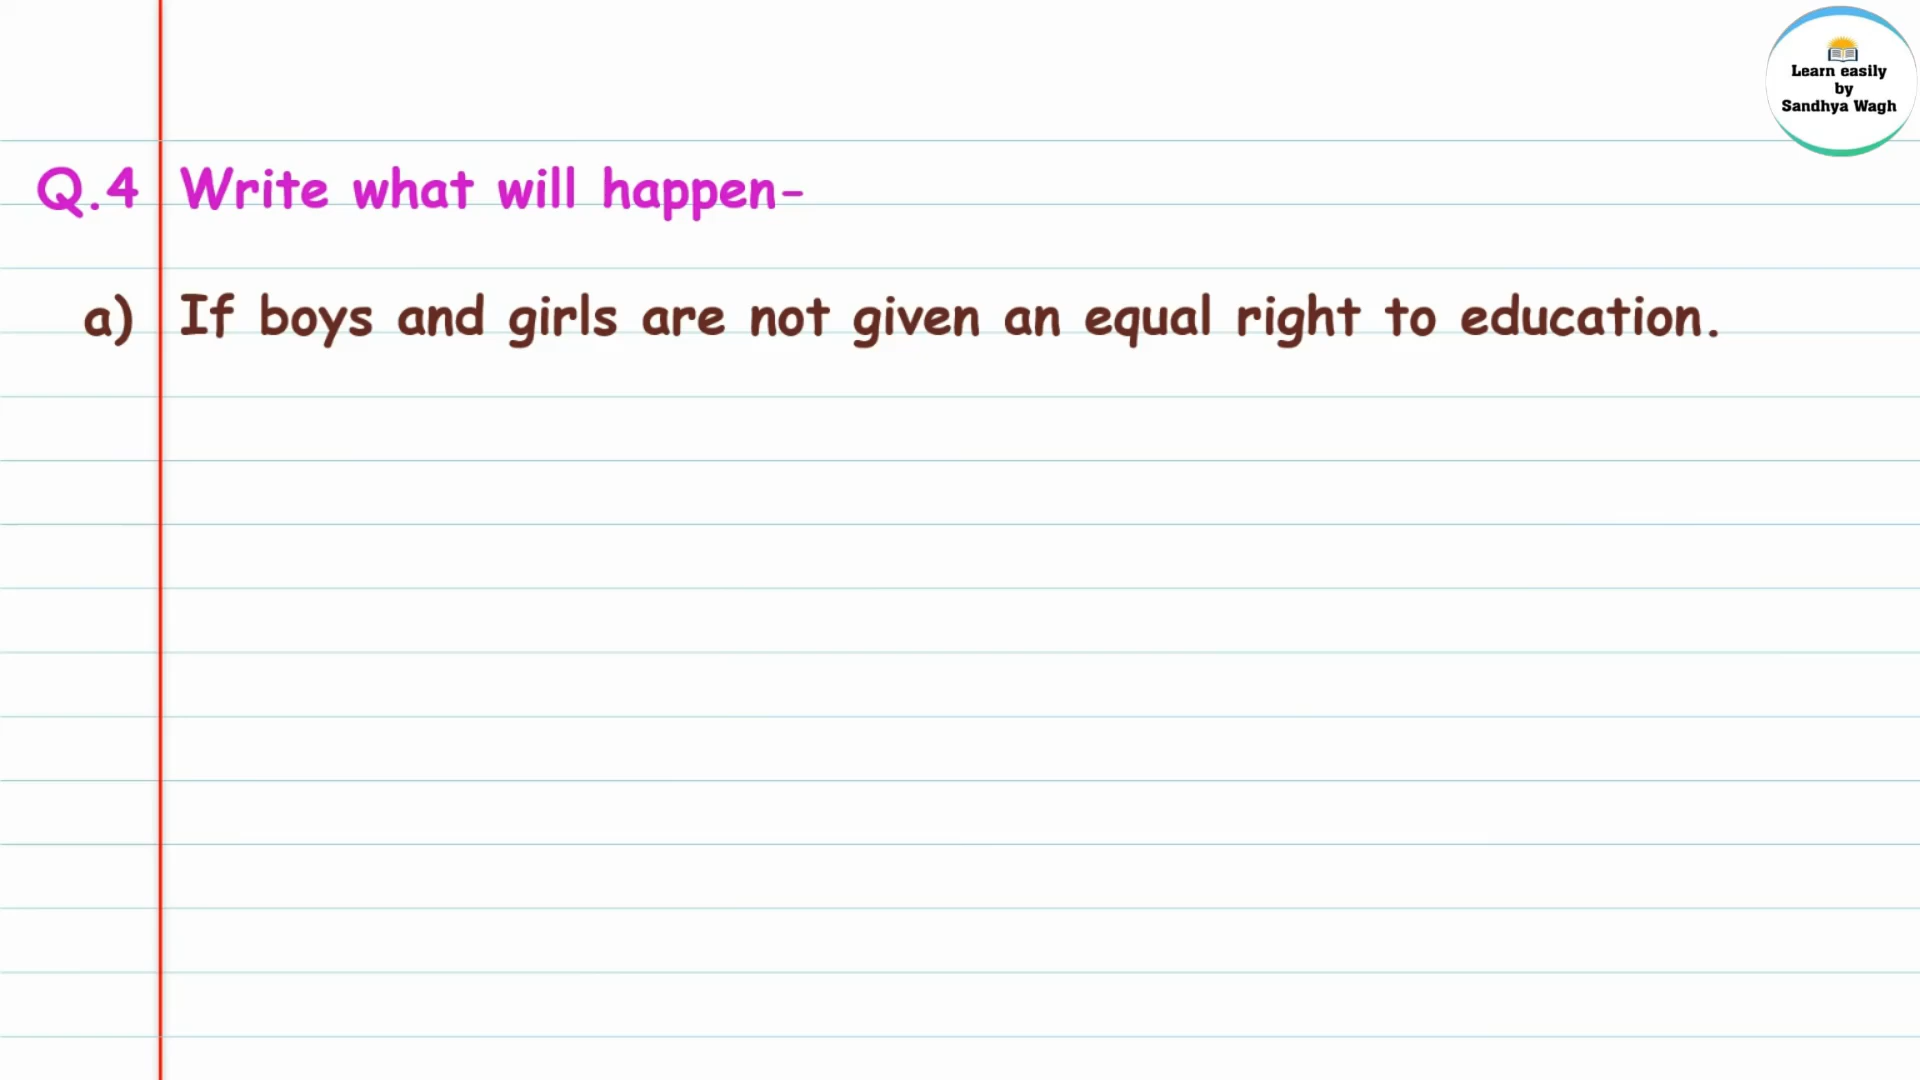 Learn easily
by
Sandhya Wagh
Q.4 Write what will happen-
a) If boys and girls are not given an equal right to education.